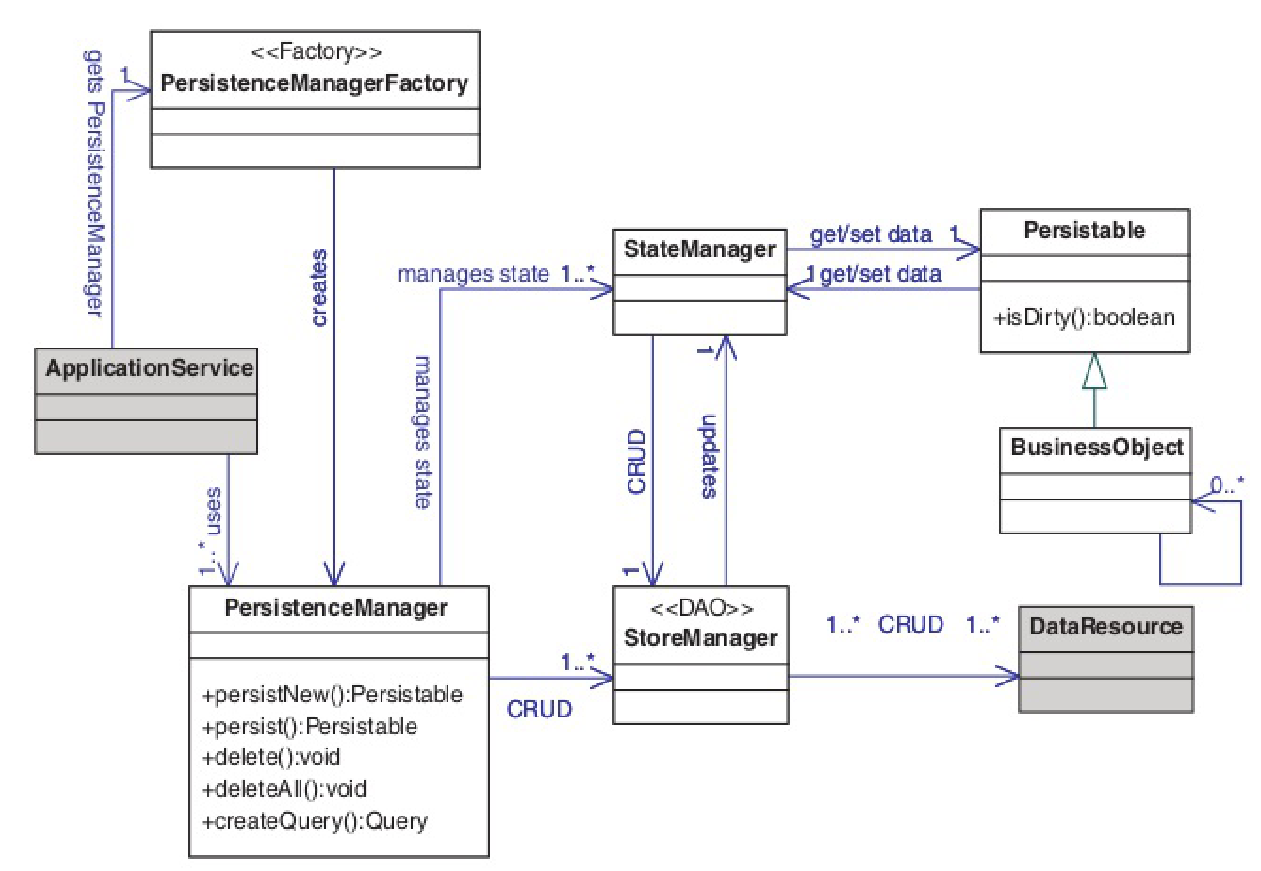 <<Factory>>
PersistenceManagerFactory
1
gets PersistenceManager
creates
ApplicationService
1..* uses
manages state 1..*
manages state
StateManager
get/set data 1
1 get/set data
Persistable
+isDirty():boolean
BusinessObject
0..*
CRUD
1
updates
1
PersistenceManager
+persistNew():Persistable
+persist():Persistable
+delete():void
+deleteAll():void
+createQuery():Query
1..*
CRUD
<<DAO>>
StoreManager
1..* CRUD 1..*
DataResource